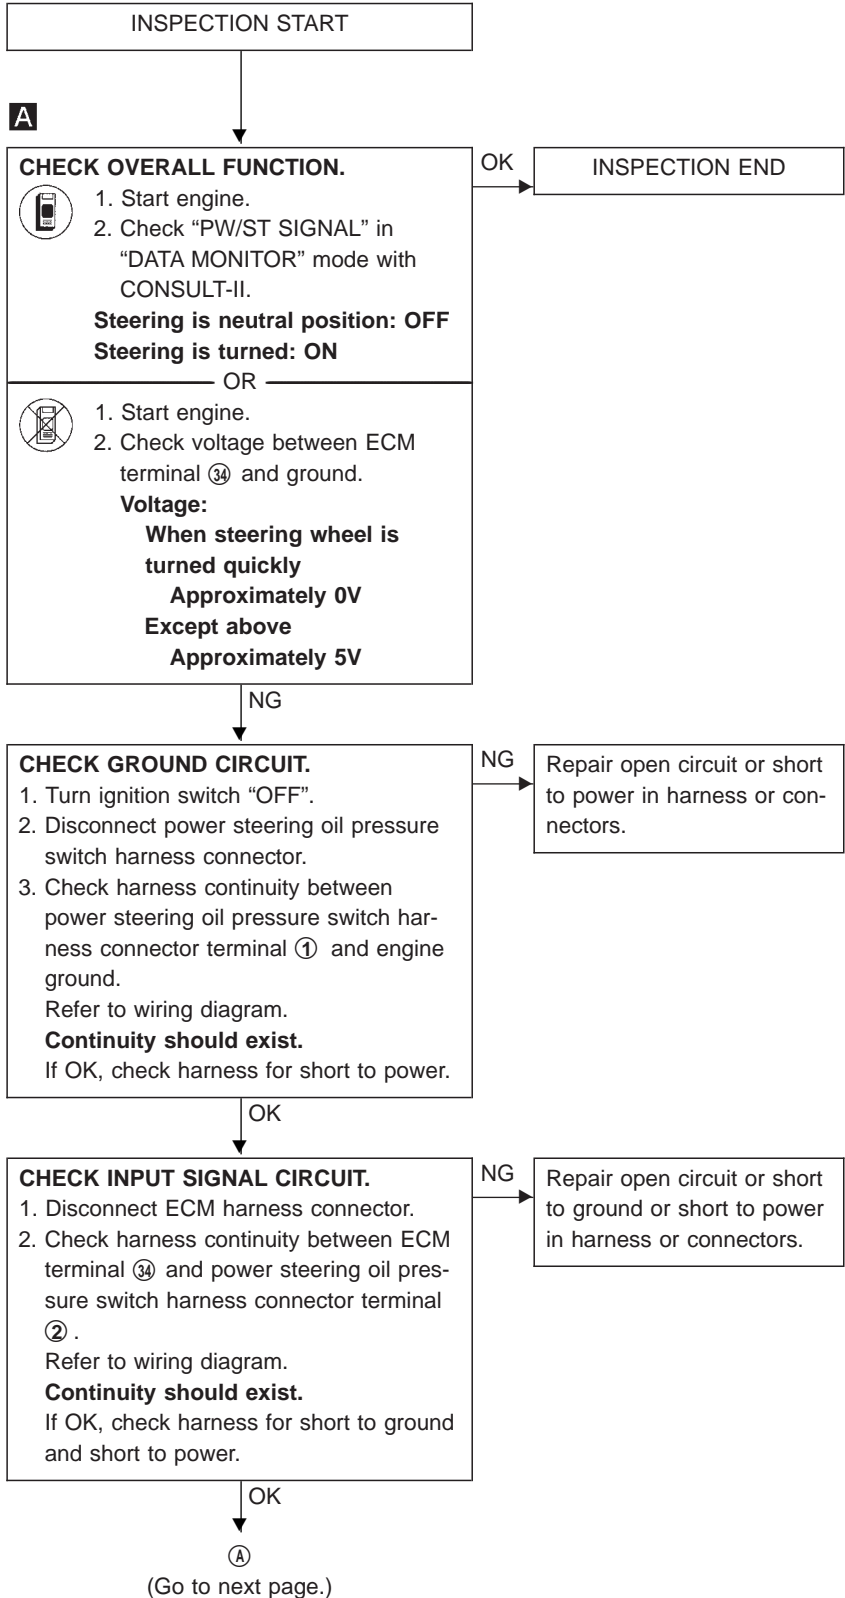 INSPECTION START
A
CHECK OVERALL FUNCTION.
1. Start engine.
2. Check “PW/ST SIGNAL” in
“DATA MONITOR” mode with
CONSULT-II.
Steering is neutral position: OFF
Steering is turned: ON
OR
1. Start engine.
2. Check voltage between ECM
terminal ㉞ and ground.
Voltage:
When steering wheel is
turned quickly
Approximately 0V
Except above
Approximately 5V
OK
INSPECTION END
NG
CHECK GROUND CIRCUIT.
1. Turn ignition switch “OFF”.
2. Disconnect power steering oil pressure
switch harness connector.
3. Check harness continuity between
power steering oil pressure switch har-
ness connector terminal ① and engine
ground.
Refer to wiring diagram.
Continuity should exist.
If OK, check harness for short to power.
NG
Repair open circuit or short
to power in harness or con-
nectors.
OK
CHECK INPUT SIGNAL CIRCUIT.
1. Disconnect ECM harness connector.
2. Check harness continuity between ECM
terminal ㉞ and power steering oil pres-
sure switch harness connector terminal
② .
Refer to wiring diagram.
Continuity should exist.
If OK, check harness for short to ground
and short to power.
NG
Repair open circuit or short
to ground or short to power
in harness or connectors.
OK
Ⓐ
(Go to next page.)